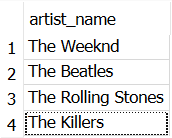 artist_name
1 The Weeknd
2 The Beatles
3 The Rolling Stones
4 The Killers